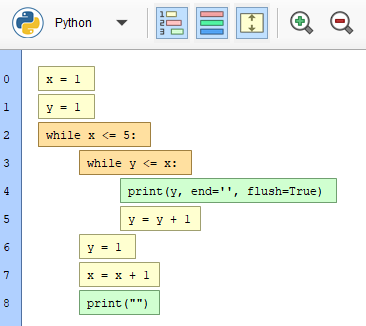 Python
0 x = 1
1 y = 1
2 while x <= 5:
3 while y <= x:
4 print(y, end='', flush=True)
5 y = y + 1
6 y = 1
7 x = x + 1
8 print("")